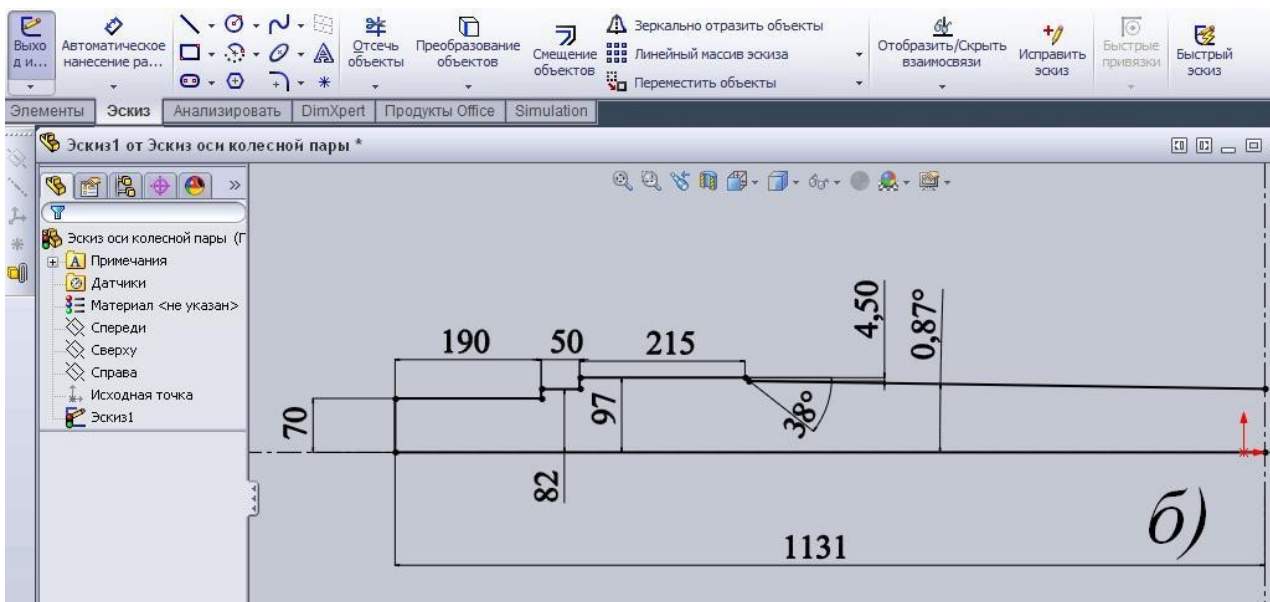 Выхо
д и...
Автоматическое
нанесение ра...
Отсечь
объекты
Преобразование
объектов
Смещение
объектов
Зеркально отразить объекты
Линейный массив эскиза
Переместить объекты
Отобразить/Скрыть
взаимосвязи
Исправить
эскиз
Быстрые
привязки
Быстрый
эскиз
Элементы Эскиз Анализировать DimXpert Продукты Office Simulation
Эскиз1 от Эскиз оси колесной пары *
Эскиз оси колесной пары (П
Примечания
Датчики
Материал <не указан>
Спереди
Сверху
Справа
Исходная точка
Эскиз1
190 50 215 4,50 0,87°
70 97 38°
82
1131
б)